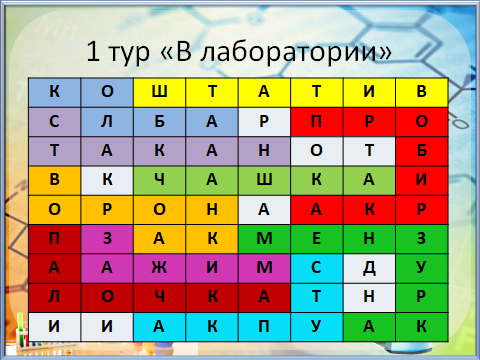 1 тур «В лаборатории»
К О Ш Т А Т И В
С Л Б А Р П Р О
Т А К А Н О Т Б
В К Ч А Ш К А И
О Р О Н А А К Р
П З А К М Е Н З
А А Ж И М С Д У
Л О Ч К А Т Н Р
И И А К П У А К